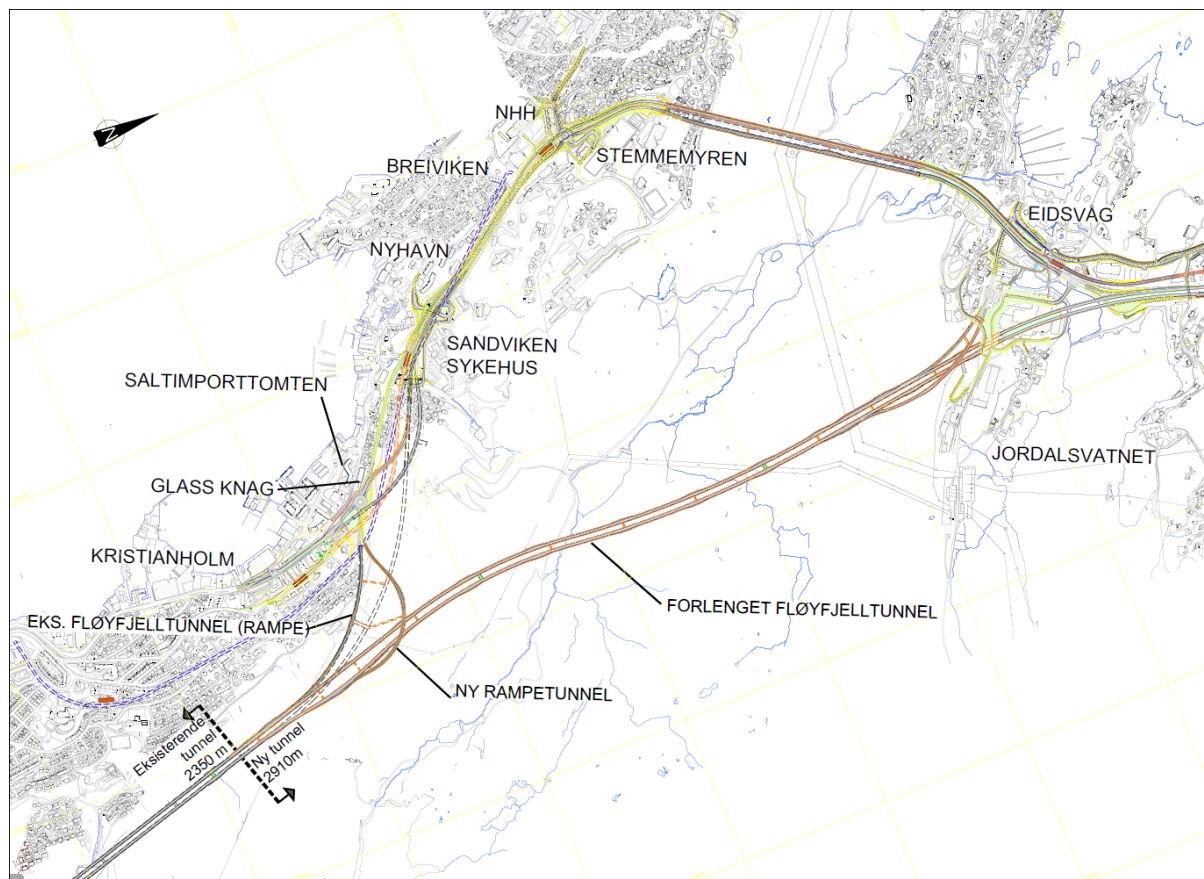 N
NHH
STEMMEMYREN
BREIVIKEN
EIDSVÅG
NYHAVN
SANDVIKEN
SYKEHUS
SALTIMPORTTOMTEN
JORDALSVATNET
GLASS KNAG
KRISTIANHOLM
FORLENGET FLØYFJELLTUNNEL
EKS. FLØYFJELLTUNNEL (RAMPE)
NY RAMPETUNNEL
Eksisterende
tunnel
2350 m
Ny tunnel
2910m